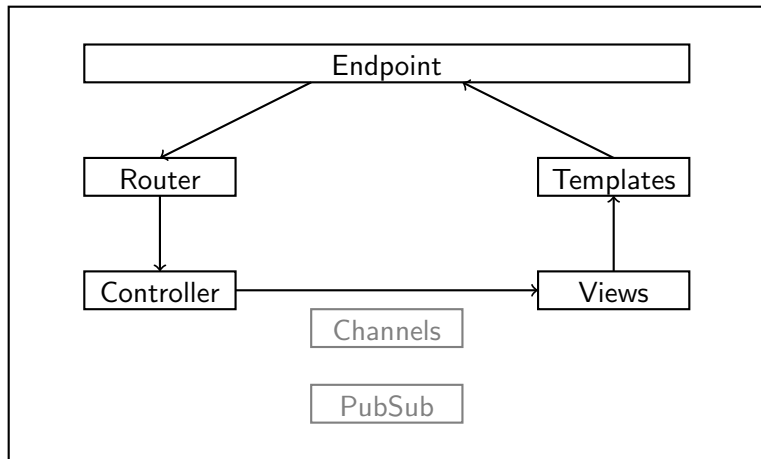 Endpoint
Router
Templates
Controller
Views
Channels
PubSub